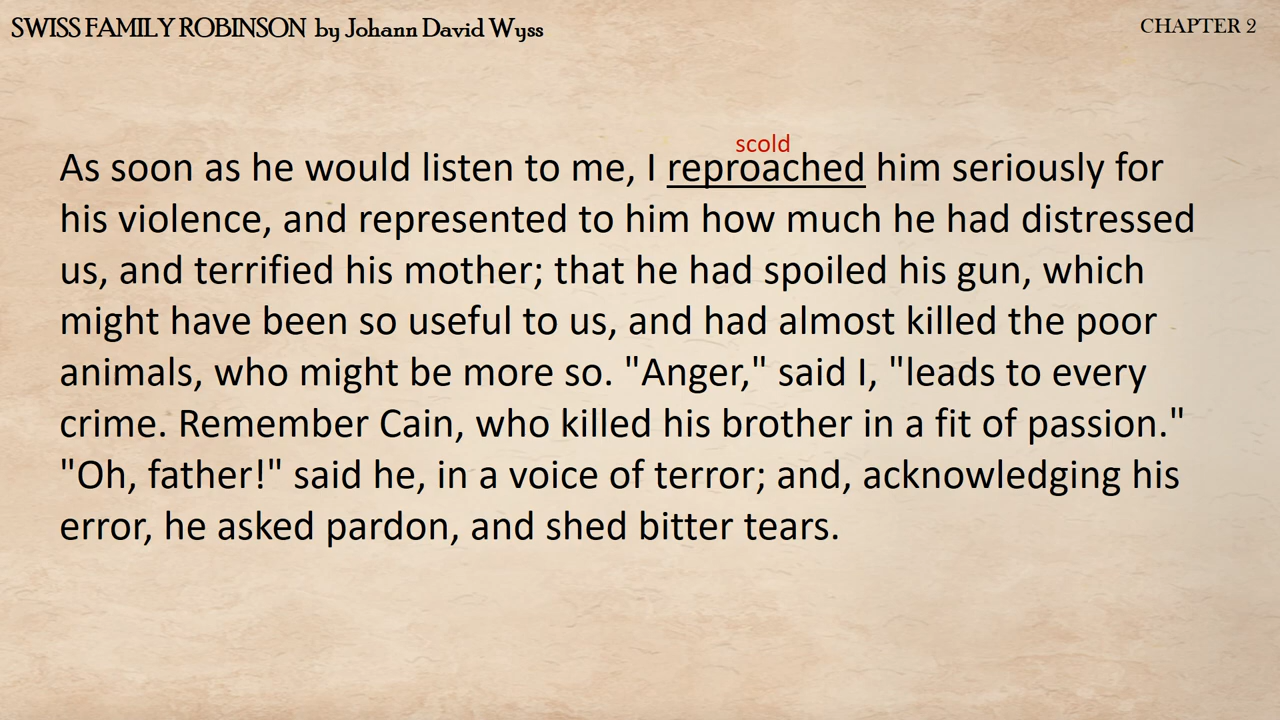 SWISS FAMILY ROBINSON by Johann David Wyss
CHAPTER 2
scold
As soon as he would listen to me, I reproached him seriously for
his violence, and represented to him how much he had distressed
us, and terrified his mother; that he had spoiled his gun, which
might have been so useful to us, and had almost killed the poor
animals, who might be more so. "Anger," said I, "leads to every
crime. Remember Cain, who killed his brother in a fit of passion."
"Oh, father!" said he, in a voice of terror; and, acknowledging his
error, he asked pardon, and shed bitter tears.